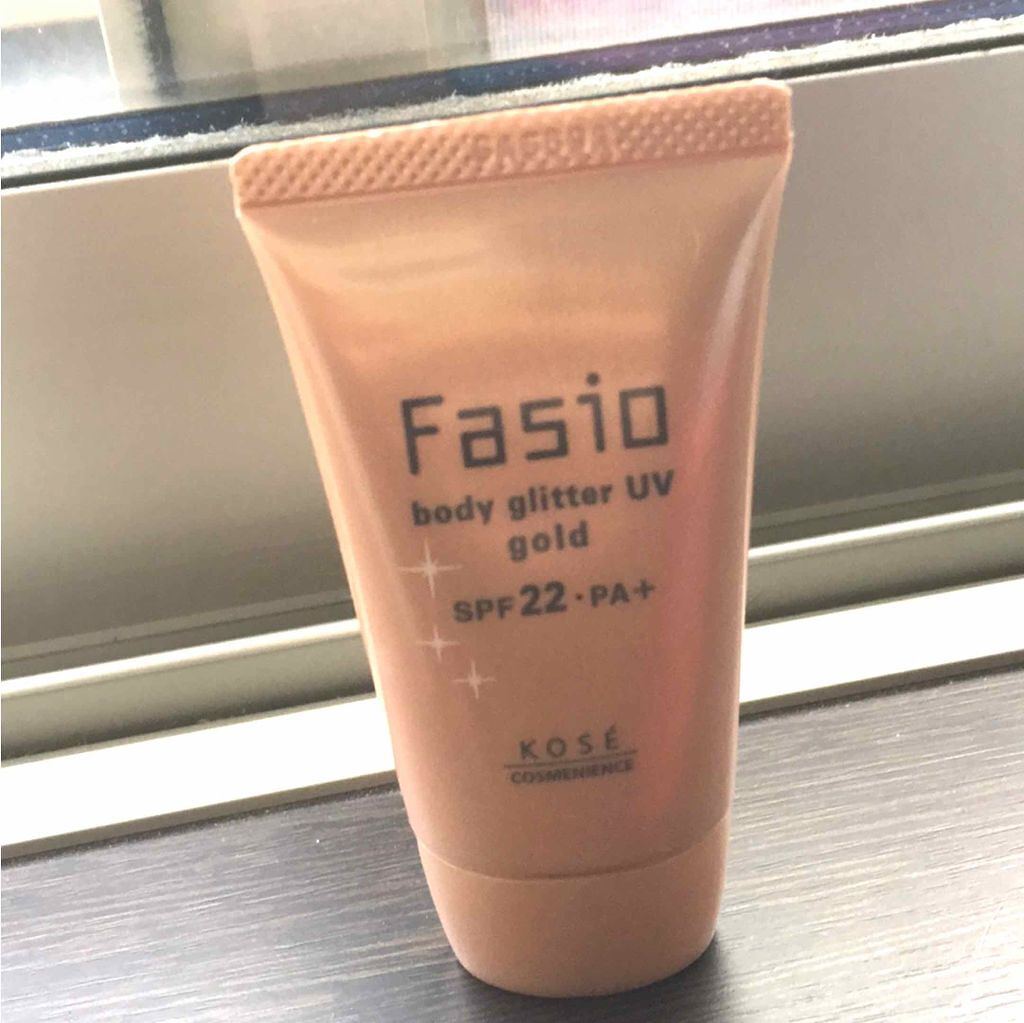 Fasio
body glitter UV
gold
SPF22・PA+
KOSÉ
COSMENIENCE